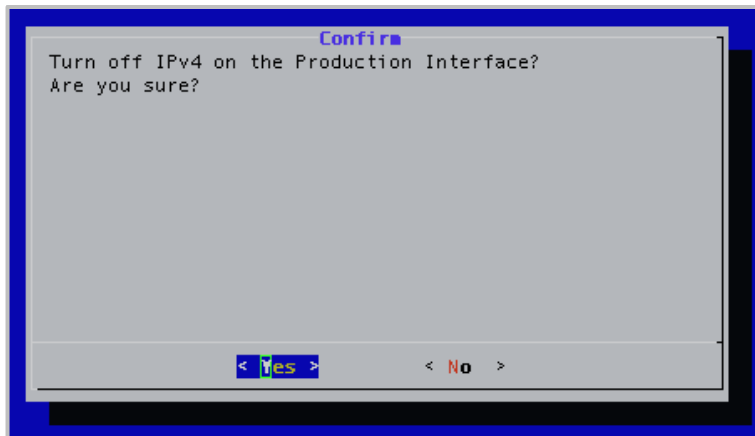 Confirm
Turn off IPv4 on the Production Interface?
Are you sure?
< Yes > < No >